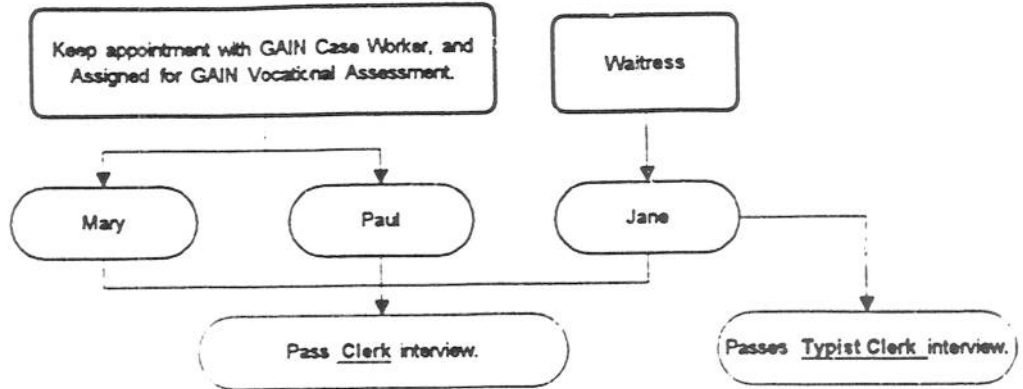 Keep appointment with GAIN Case Worker, and
Assigned for GAIN Vocational Assessment.
Waitress
Mary
Paul
Jane
Pass Clerk interview.
Passes Typist Clerk interview.